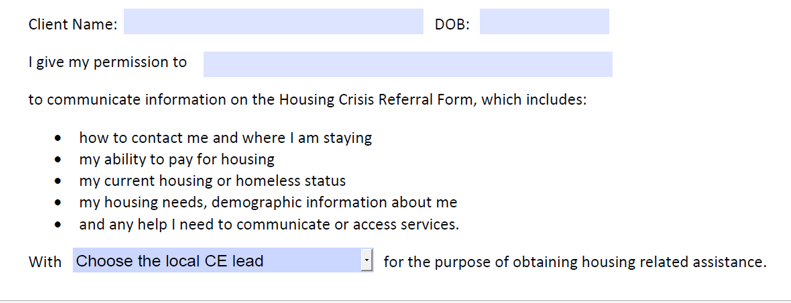 Client Name: DOB:
I give my permission to
to communicate information on the Housing Crisis Referral Form, which includes:
• how to contact me and where I am staying
• my ability to pay for housing
• my current housing or homeless status
• my housing needs, demographic information about me
• and any help I need to communicate or access services.
With Choose the local CE lead for the purpose of obtaining housing related assistance.